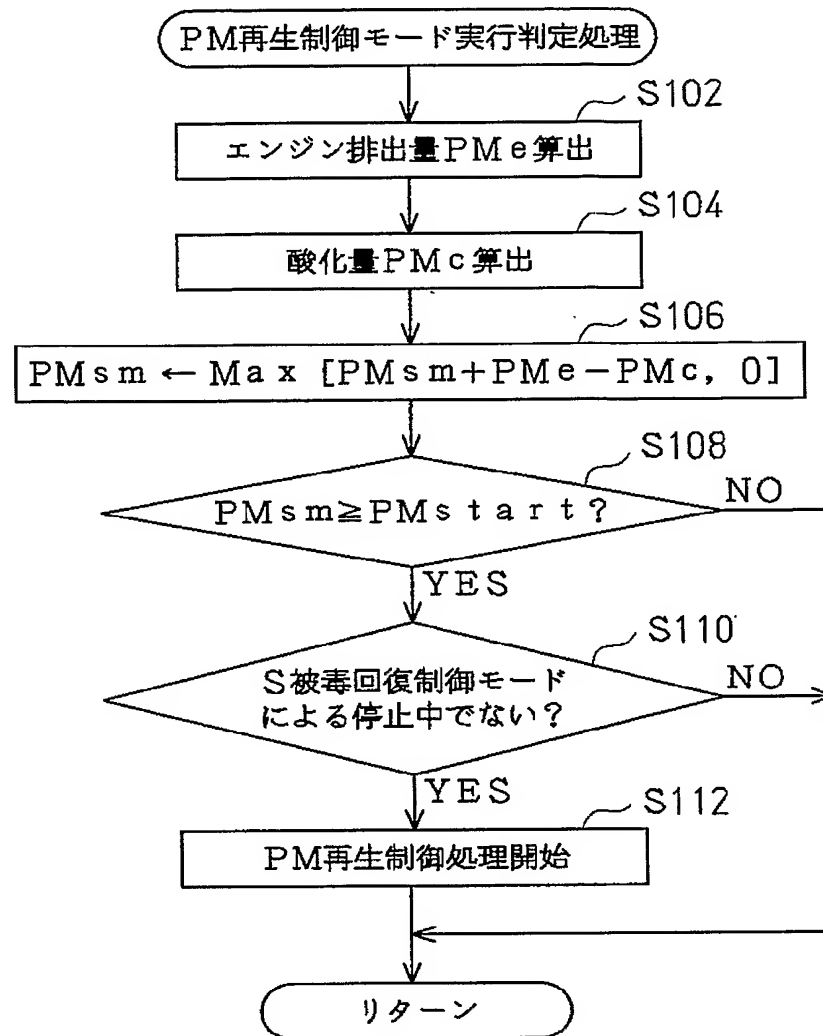 PM再生制御モード実行判定処理
S102
エンジン排出量PMe算出
S104
酸化量PMc算出
S106
PMsm ← Max [PMsm+PMe−PMc, 0]
S108
PMsm≧PMstart?
NO
YES
S110
S被毒回復制御モード
による停止中でない?
NO
YES
S112
PM再生制御処理開始
リターン